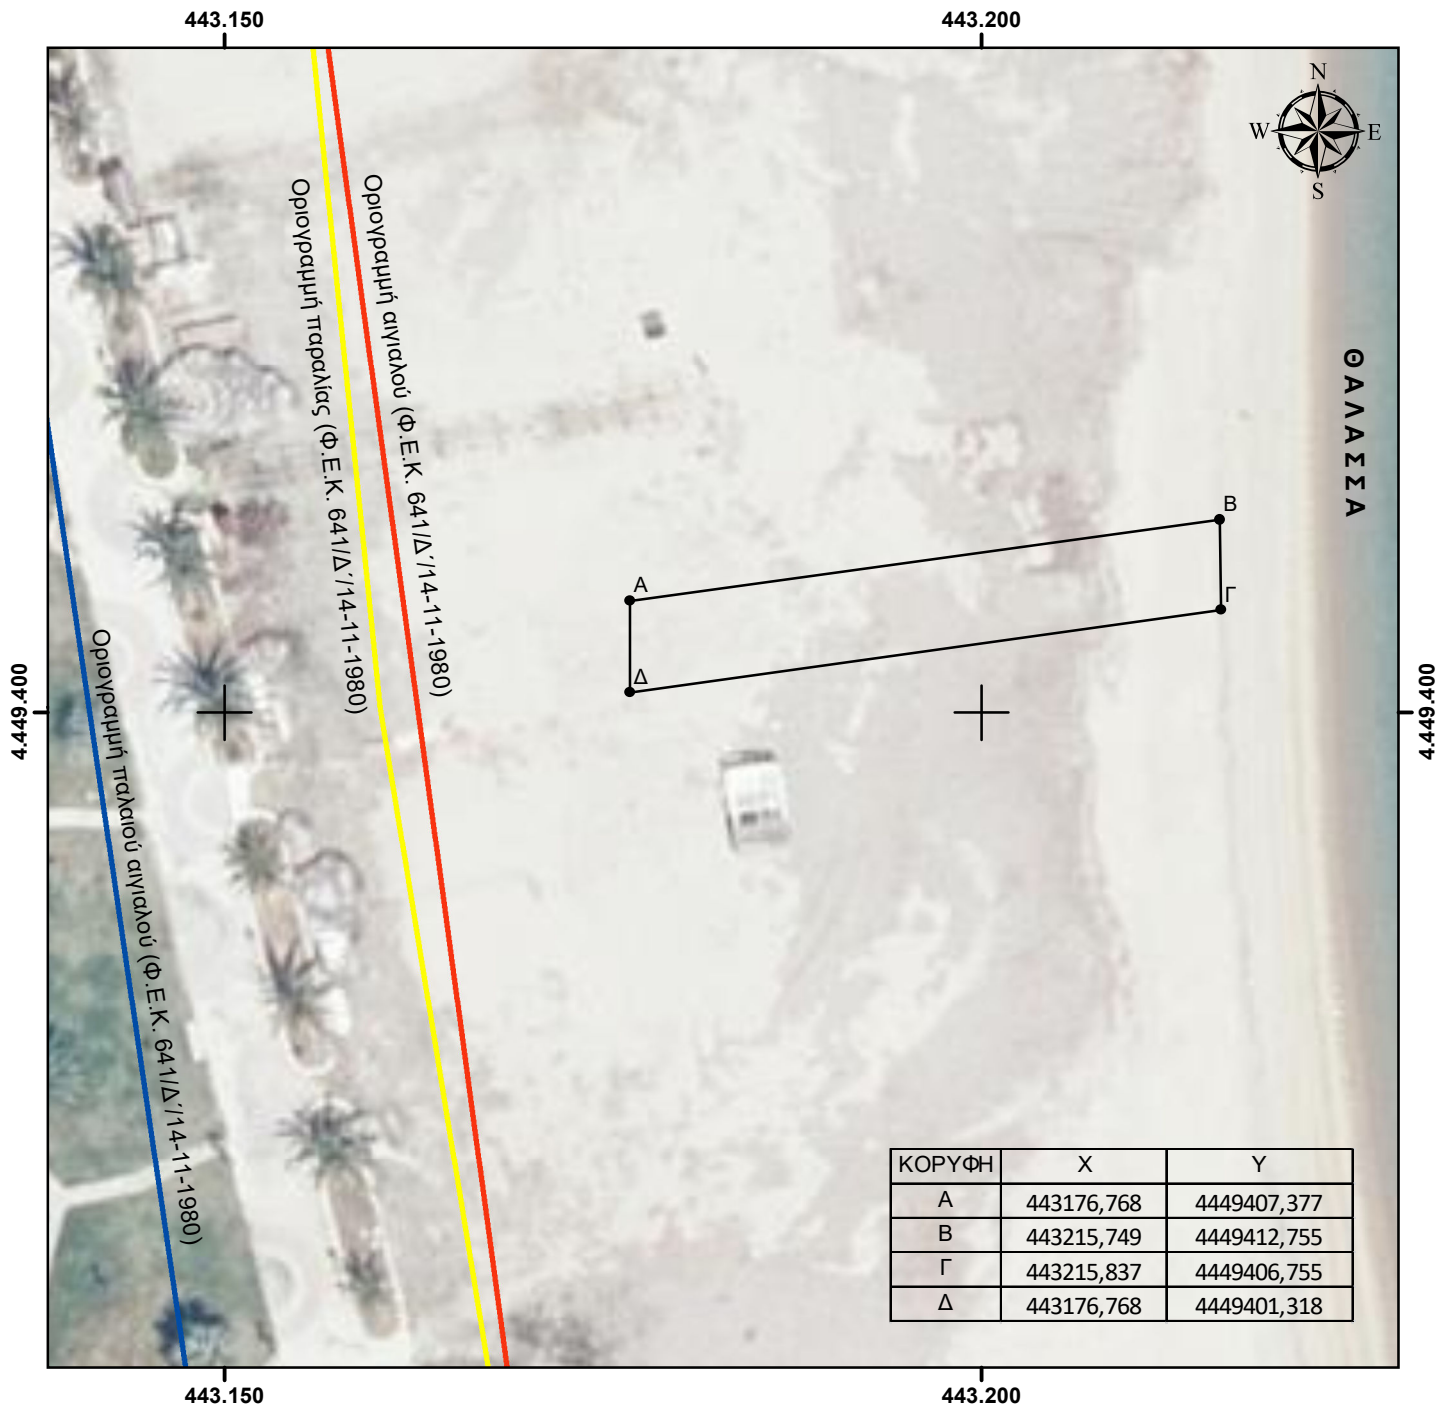 443.150
443.200
N
W
E
S
Οριογραμμή παραλίας (Φ.Ε.Κ. 641/Δ΄/14-11-1980)
Οριογραμμή αιγιαλού (Φ.Ε.Κ. 641/Δ΄/14-11-1980)
ΘΑΛΑΣΣΑ
Β
Α
Γ
Δ
Οριογραμμή παλαιού αιγιαλού (Φ.Ε.Κ. 641/Δ΄/14-11-1980)
4.449.400
4.449.400
ΚΟΡΥΦΗ Χ Υ
Α 443176,768 4449407,377
Β 443215,749 4449412,755
Γ 443215,837 4449406,755
Δ 443176,768 4449401,318
443.150
443.200